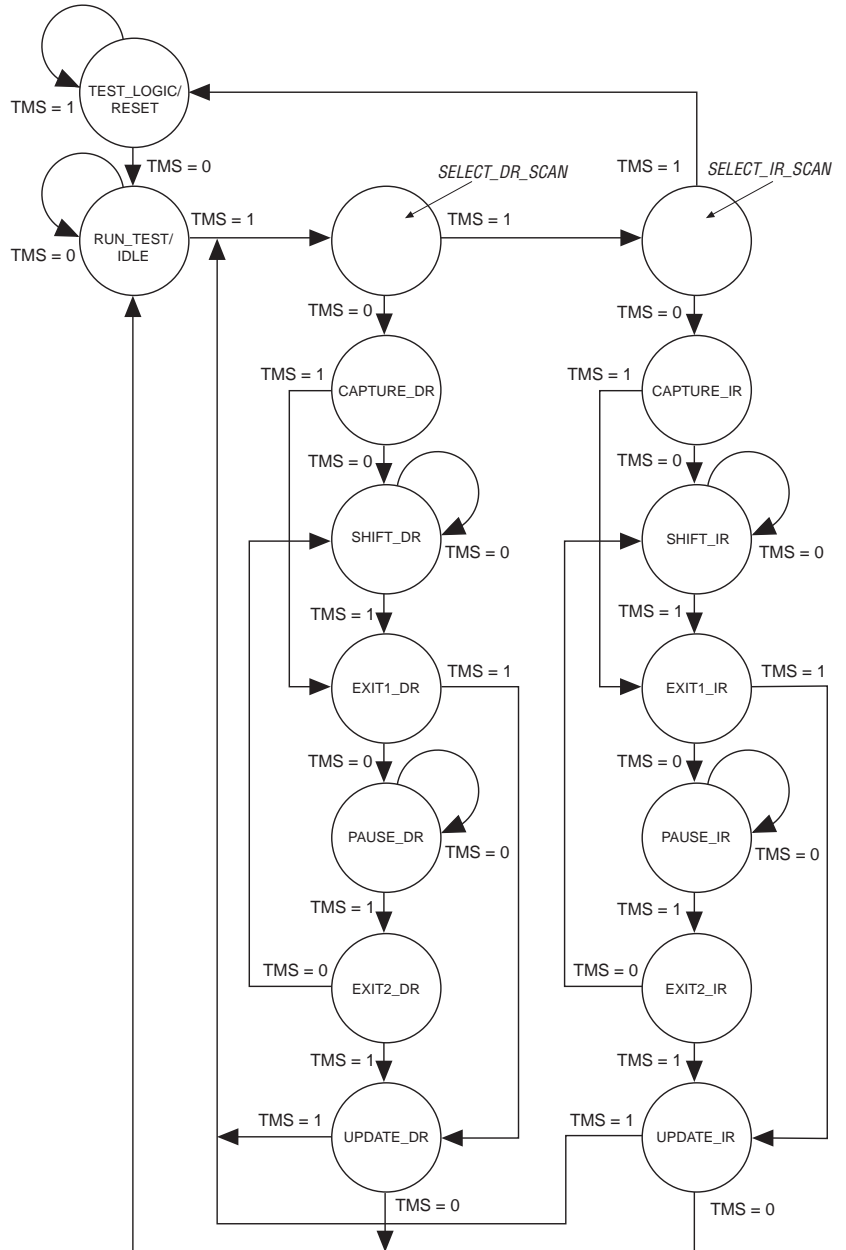 TEST_LOGIC/
RESET
TMS = 1
TMS = 0
SELECT_DR_SCAN
TMS = 1
SELECT_IR_SCAN
RUN_TEST/
IDLE
TMS = 0
TMS = 1
TMS = 1
TMS = 0
TMS = 0
TMS = 1
CAPTURE_DR
TMS = 1
CAPTURE_IR
TMS = 0
TMS = 0
SHIFT_DR
TMS = 0
SHIFT_IR
TMS = 0
TMS = 1
TMS = 1
EXIT1_DR
TMS = 1
EXIT1_IR
TMS = 1
TMS = 0
TMS = 0
PAUSE_DR
TMS = 0
PAUSE_IR
TMS = 0
TMS = 1
TMS = 1
TMS = 0
EXIT2_DR
TMS = 0
EXIT2_IR
TMS = 1
TMS = 1
TMS = 1
UPDATE_DR
TMS = 1
UPDATE_IR
TMS = 0
TMS = 0